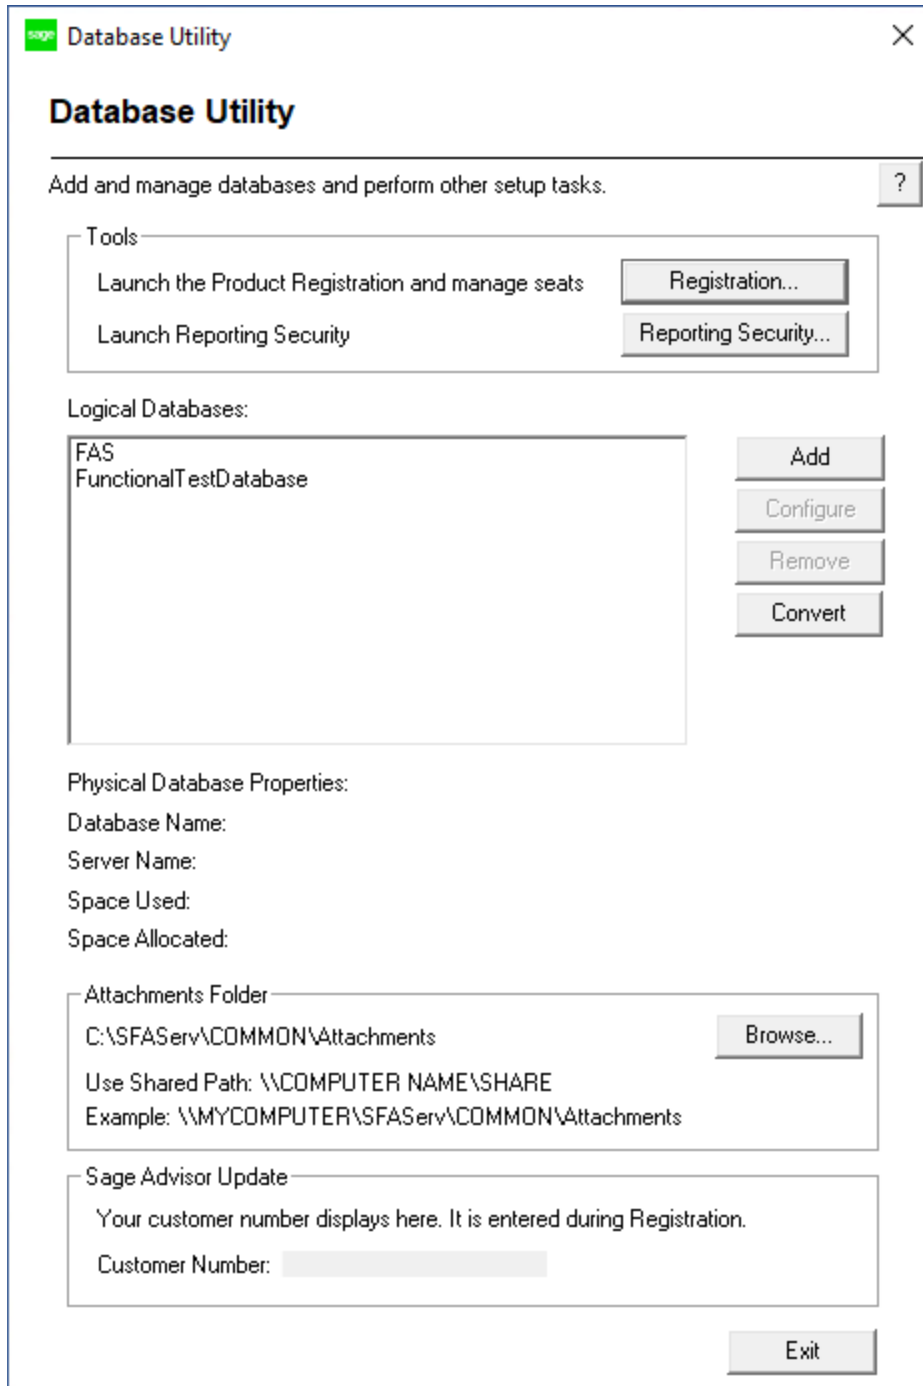 sage Database Utility
Database Utility
Add and manage databases and perform other setup tasks.
?
Tools
Launch the Product Registration and manage seats
Registration...
Launch Reporting Security
Reporting Security...
Logical Databases:
FAS
FunctionalTestDatabase
Add
Configure
Remove
Convert
Physical Database Properties:
Database Name:
Server Name:
Space Used:
Space Allocated:
Attachments Folder
C:\SFAServ\COMMON\Attachments
Browse...
Use Shared Path: \\COMPUTER NAME\SHARE
Example: \\MYCOMPUTER\SFAServ\COMMON\Attachments
Sage Advisor Update
Your customer number displays here. It is entered during Registration.
Customer Number:
Exit